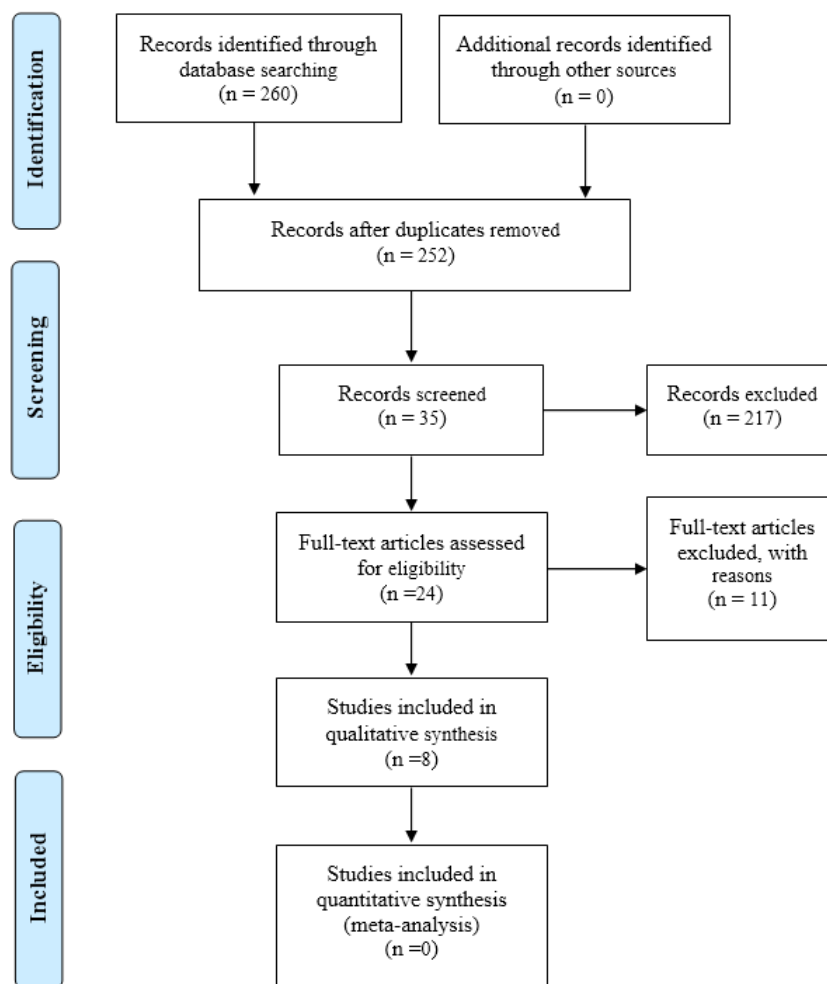 Identification
Records identified through
database searching
(n = 260)
Additional records identified
through other sources
(n = 0)
Records after duplicates removed
(n = 252)
Screening
Records screened
(n = 35)
Records excluded
(n = 217)
Eligibility
Full-text articles assessed
for eligibility
(n =24)
Full-text articles
excluded, with
reasons
(n = 11)
Studies included in
qualitative synthesis
(n =8)
Included
Studies included in
quantitative synthesis
(meta-analysis)
(n =0)